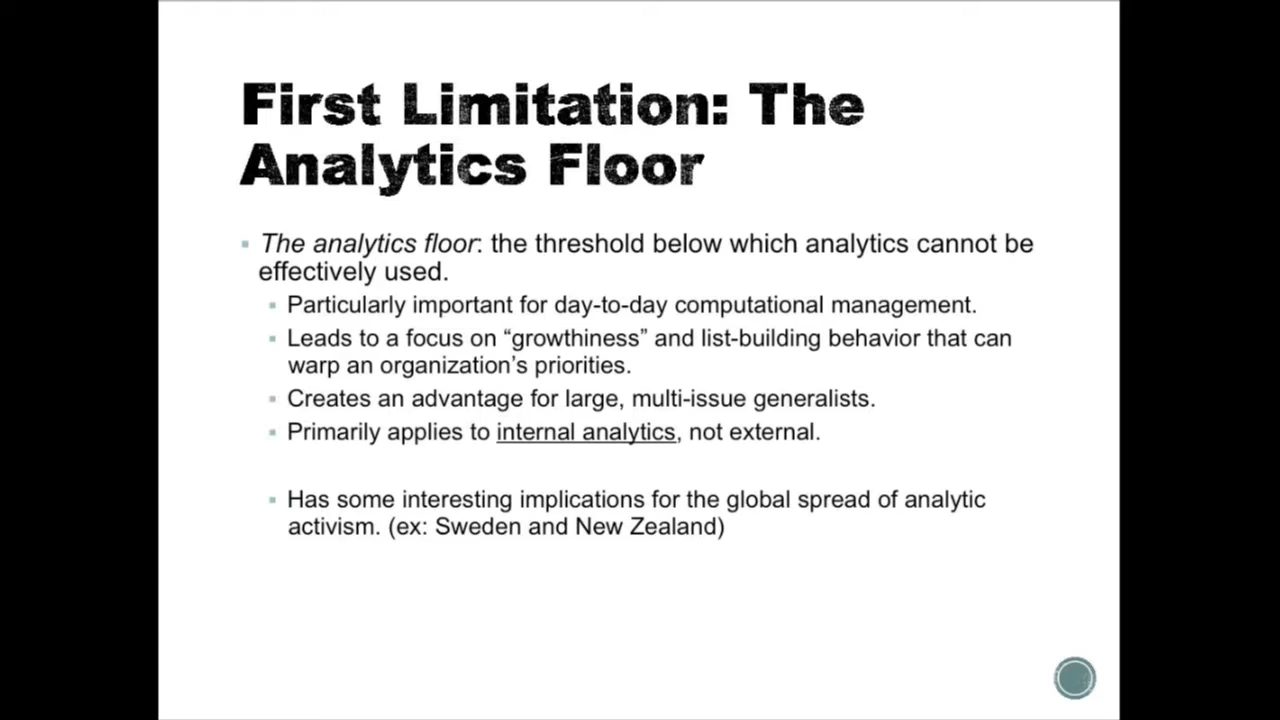 First Limitation: The
Analytics Floor
The analytics floor: the threshold below which analytics cannot be
effectively used.
Particularly important for day-to-day computational management.
Leads to a focus on “growthiness” and list-building behavior that can
warp an organization’s priorities.
Creates an advantage for large, multi-issue generalists.
Primarily applies to internal analytics, not external.
Has some interesting implications for the global spread of analytic
activism. (ex: Sweden and New Zealand)